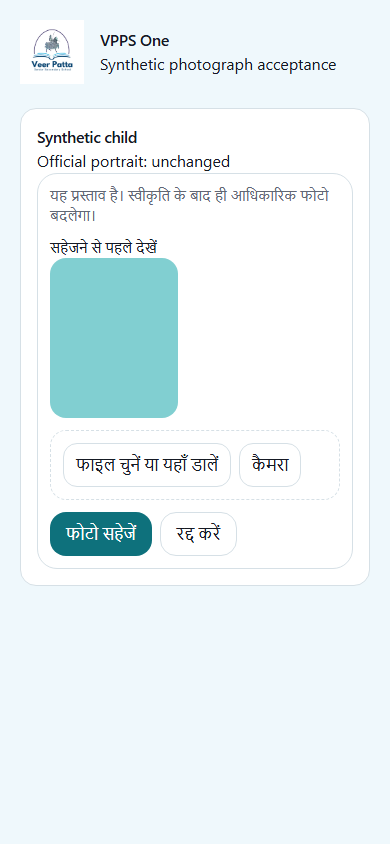 Veer Patta
VPPS One
Synthetic photograph acceptance
Synthetic child
Official portrait: unchanged
यह प्रस्ताव है। स्वीकृति के बाद ही आधिकारिक फोटो
बदलेगा।
सहेजने से पहले देखें
फाइल चुनें या यहाँ डालें
कैमरा
फोटो सहेजें
रद्द करें